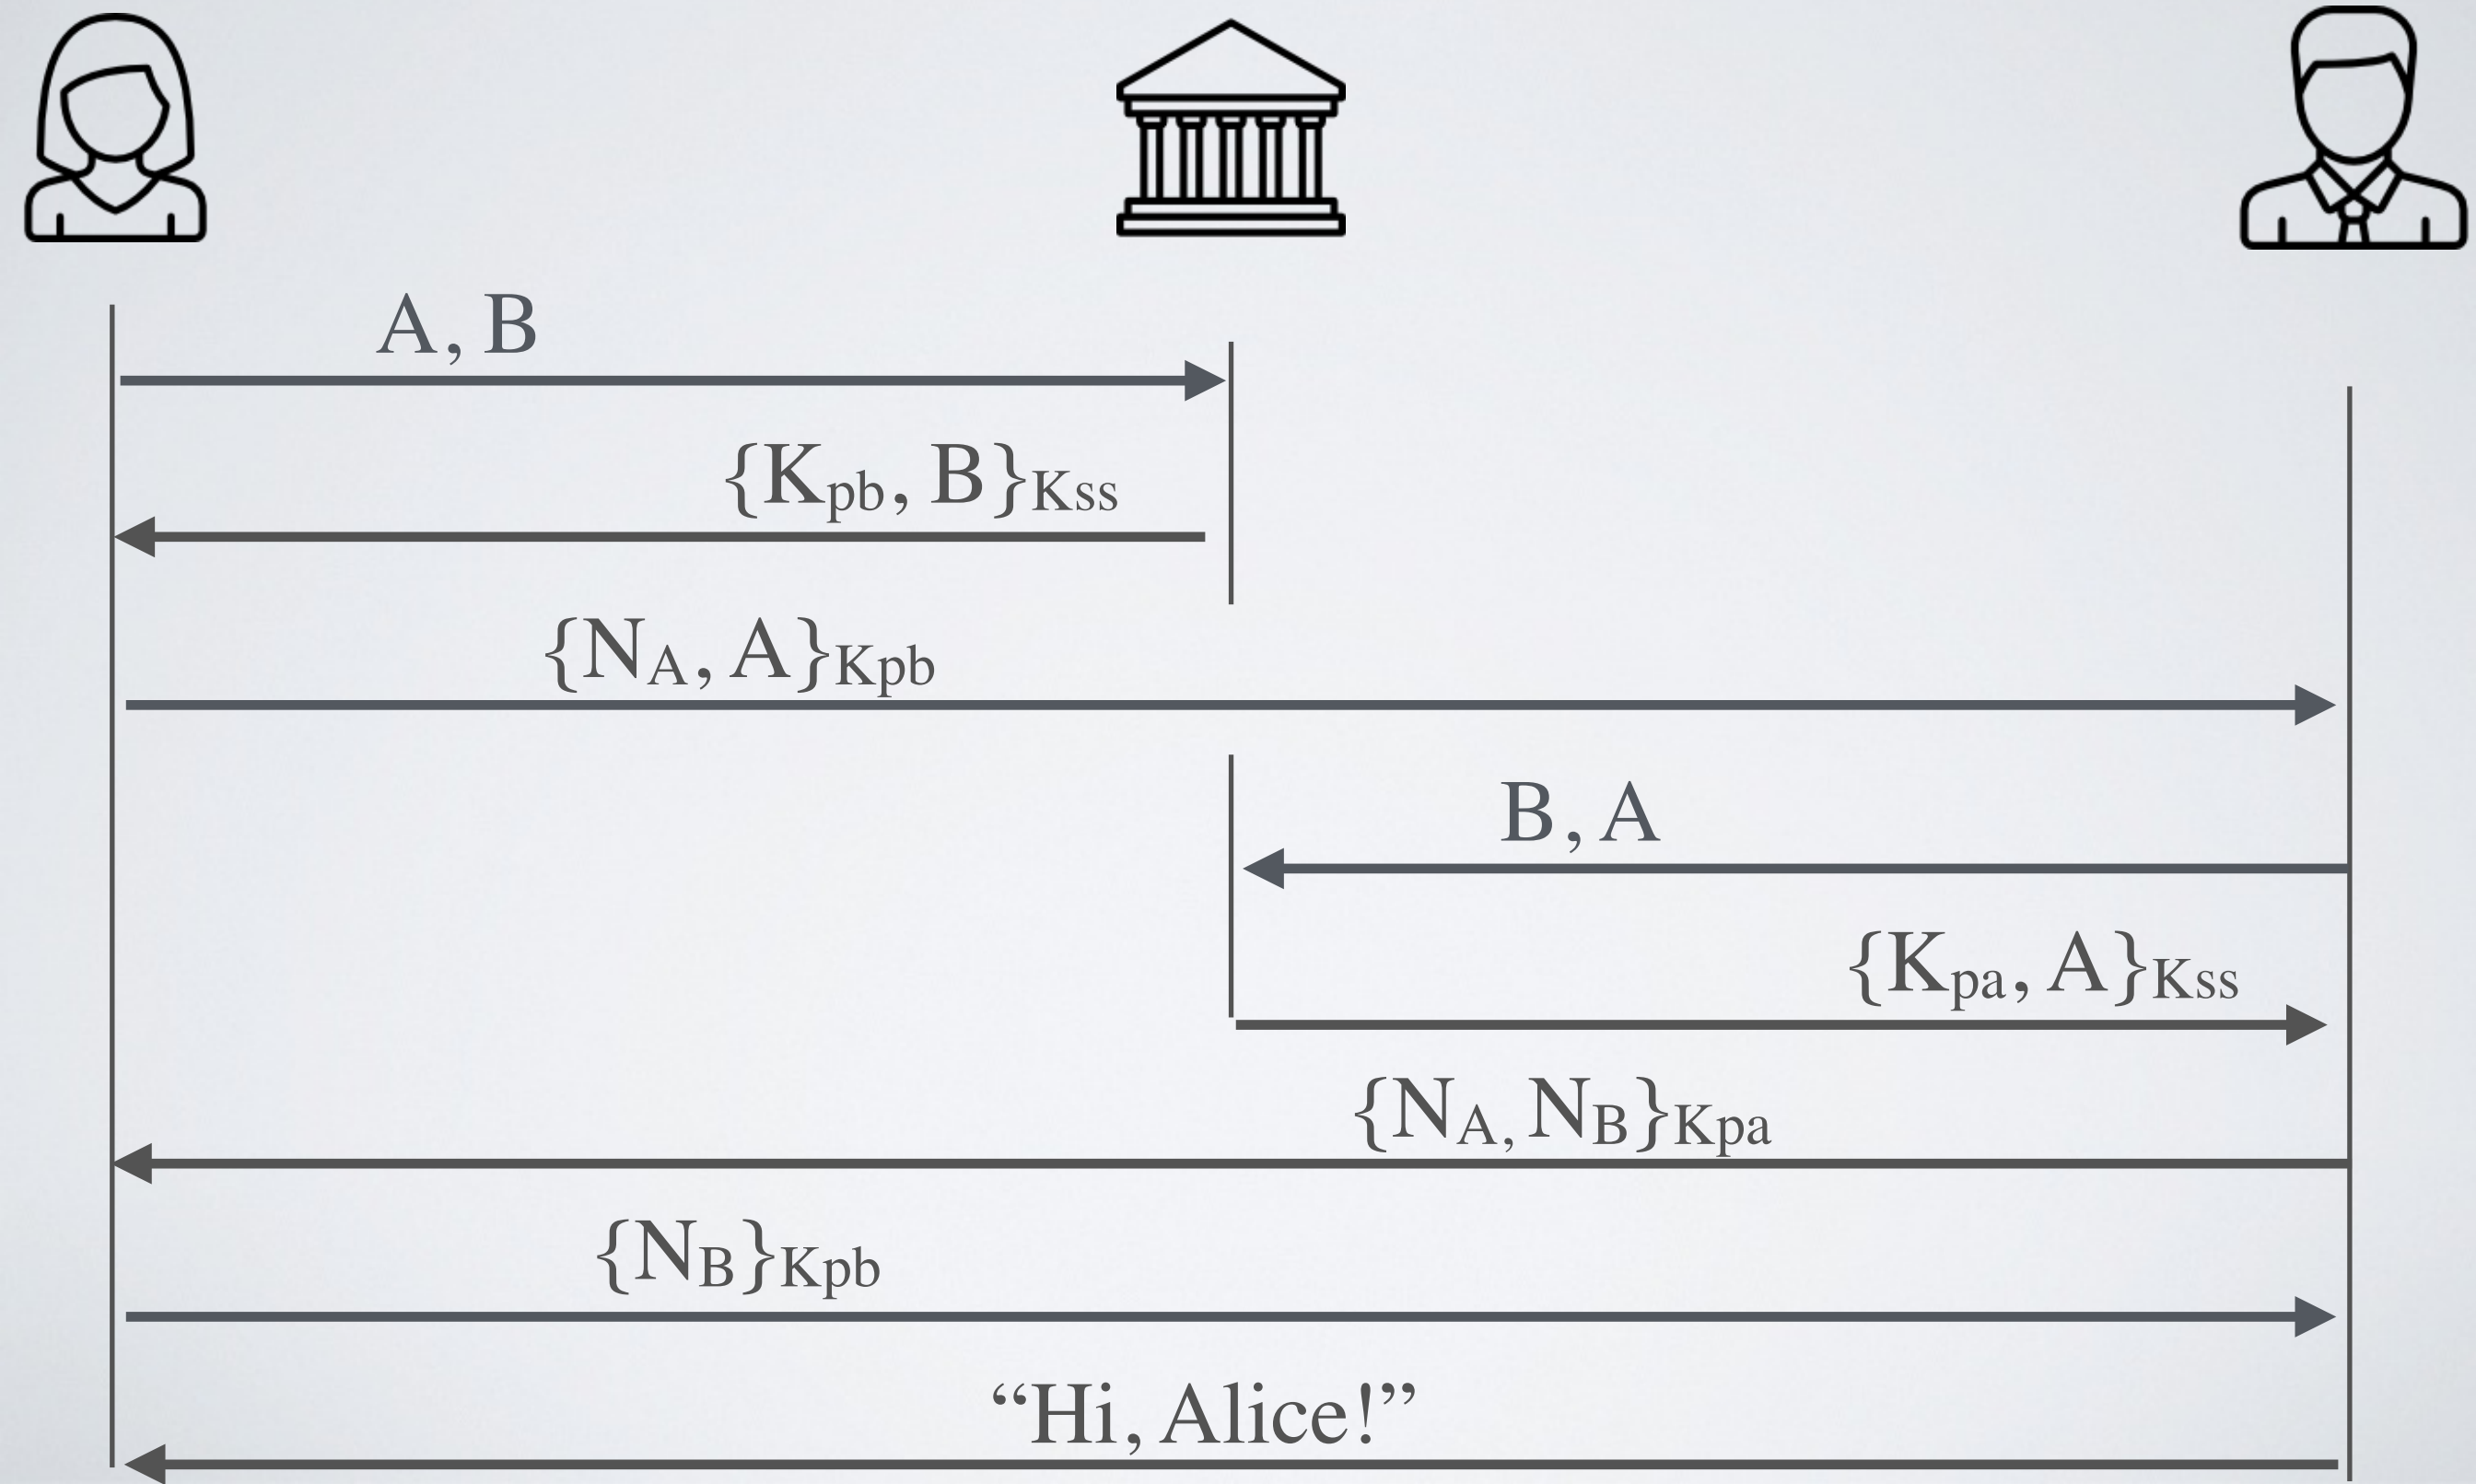 A, B
{Kpb, B}Kss
{NA, A}Kpb
B, A
{Kpa, A}Kss
{NA, NB}Kpa
{NB}Kpb
“Hi, Alice!”